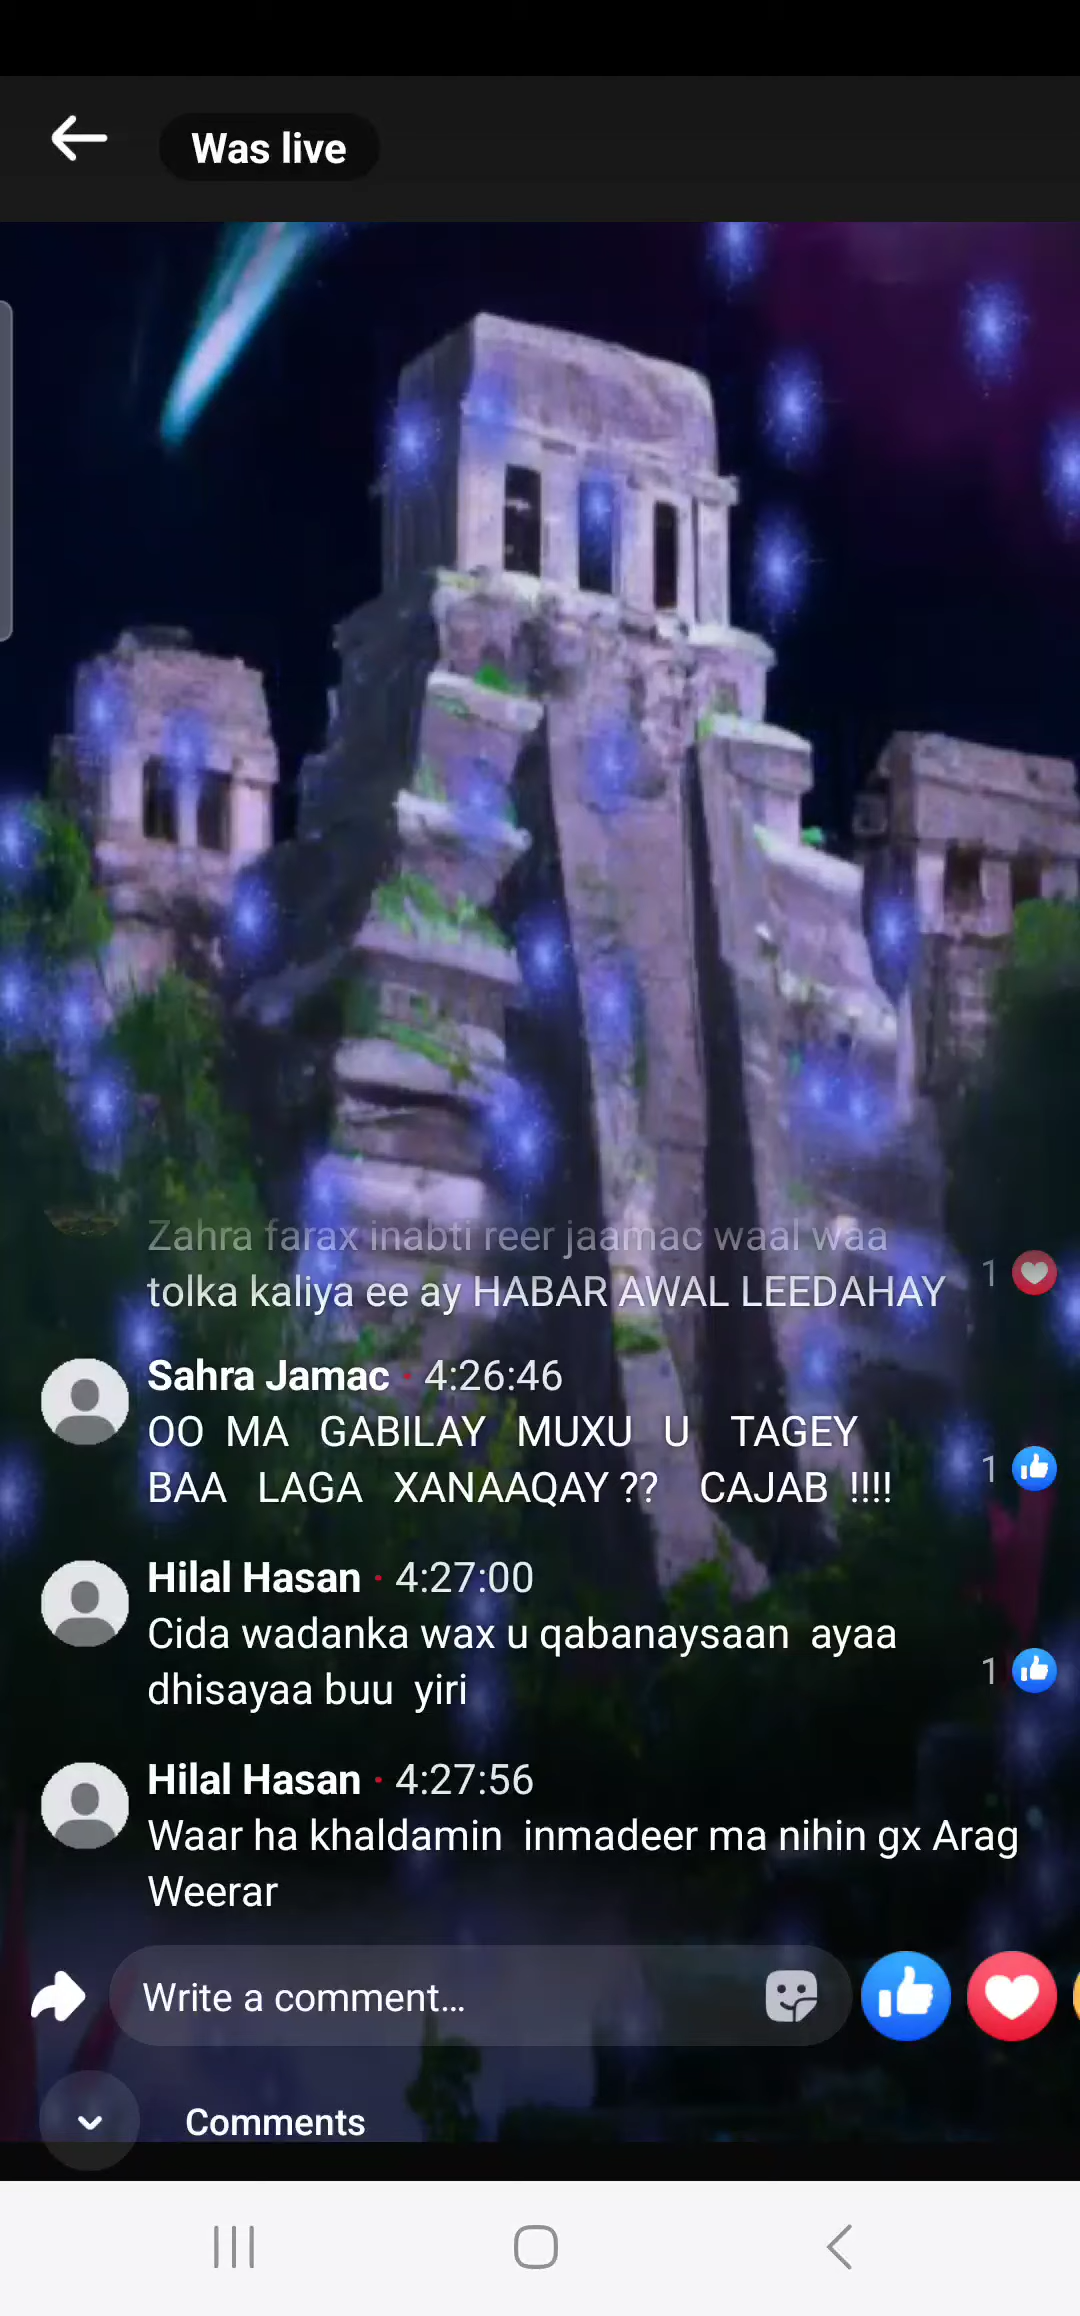 Was live
Zahra farax inabti reer jaamac waal waa
tolka kaliya ee ay HABAR AWAL LEEDAHAY
1
Sahra Jamac · 4:26:46
OO MA GABILAY MUXU U TAGEY
BAA LAGA XANAAQAY ?? CAJAB !!!!
1
Hilal Hasan · 4:27:00
Cida wadanka wax u qabanaysaan ayaa
dhisayaa buu yiri
1
Hilal Hasan · 4:27:56
Waar ha khaldamin inmadeer ma nihin gx Arag
Weerar
Write a comment...
Comments